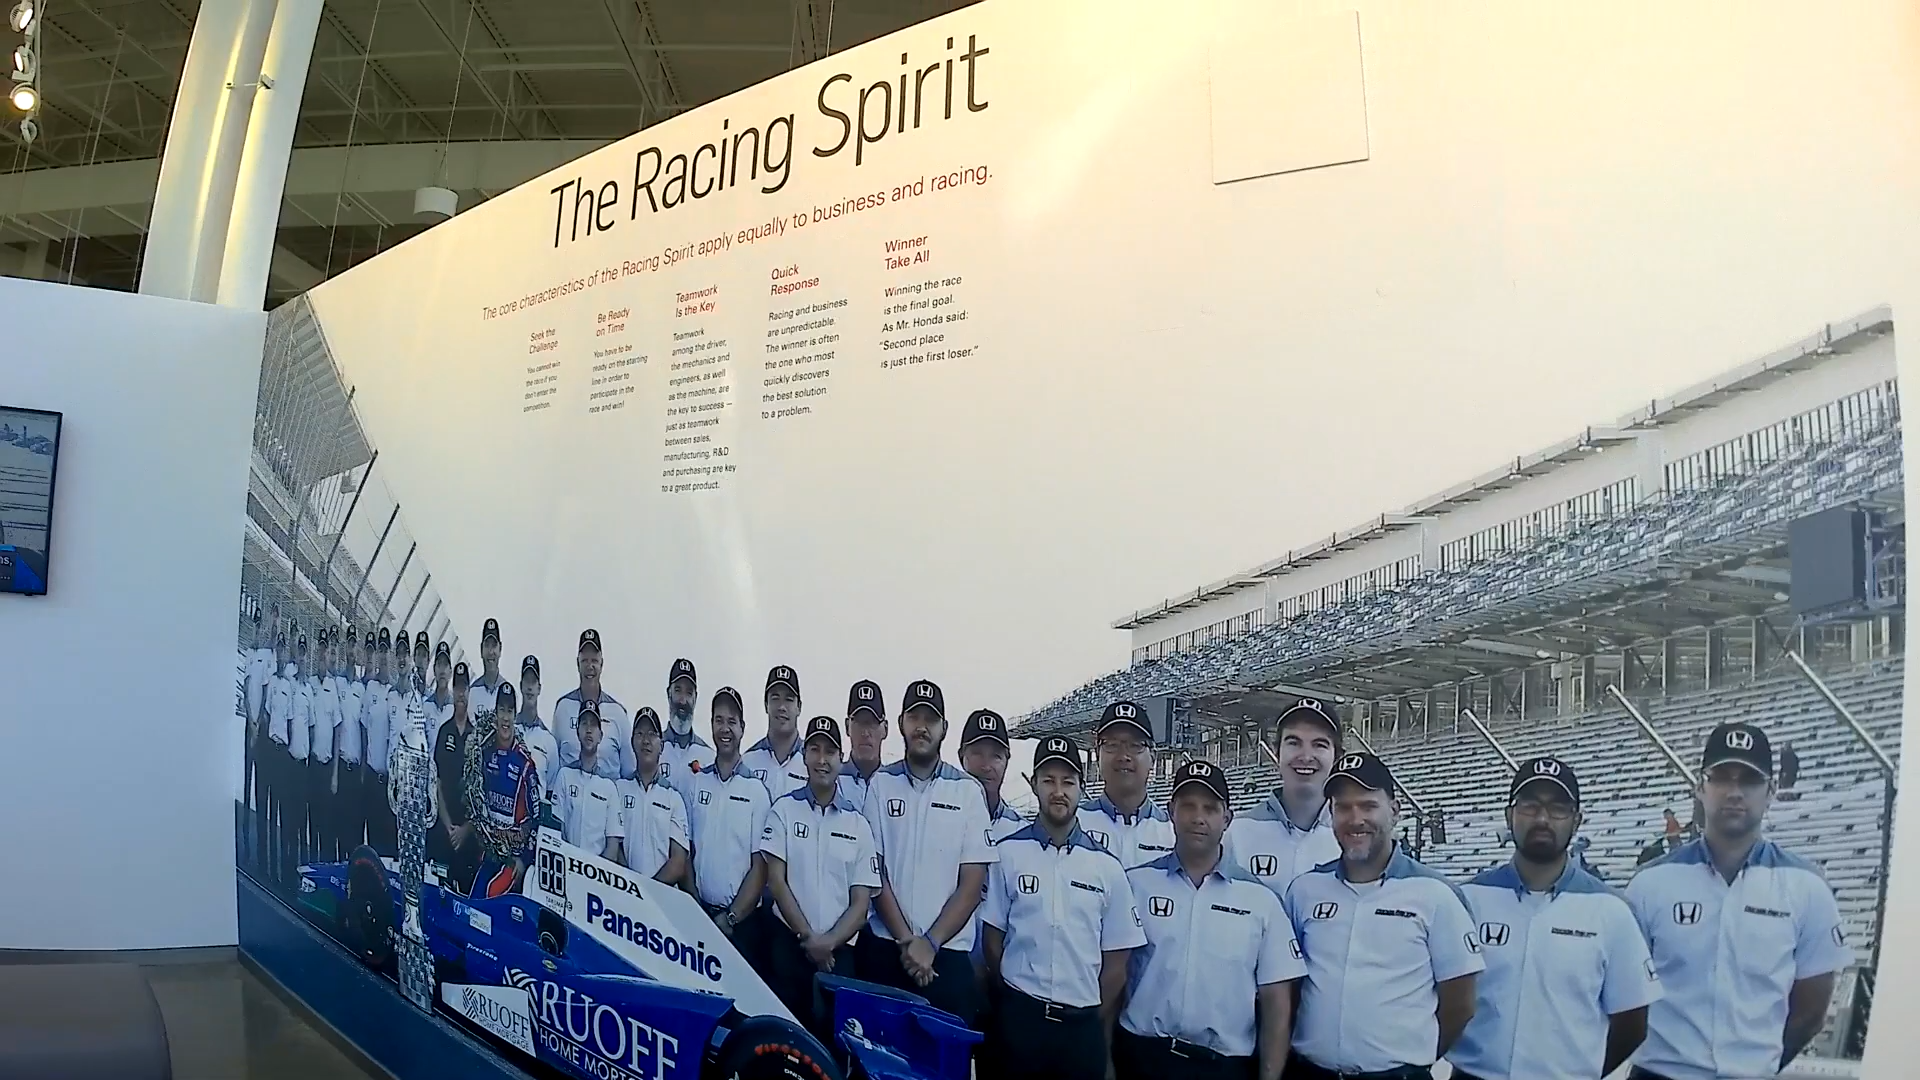 The Racing Spirit
The core characteristics of the Racing Spirit apply equally to business and racing.
Seek the
Challenge
You cannot win
the race if you
don't enter the
competition.
Be Ready
on Time
You have to be
ready on the starting
line in order to
participate in the
race and win!
Teamwork
Is the Key
Teamwork
among the driver,
the mechanics and
engineers, as well
as the machine, are
the key to success —
just as teamwork
between sales,
manufacturing, R&D
and purchasing are key
to a great product.
Quick
Response
Racing and business
are unpredictable.
The winner is often
the one who most
quickly discovers
the best solution
to a problem.
Winner
Take All
Winning the race
is the final goal.
As Mr. Honda said:
"Second place
is just the first loser."
RUOFF
HONDA
Panasonic
Firestone
RUOFF
HOME MORTGAGE
RUOFF
HOME
Firestone